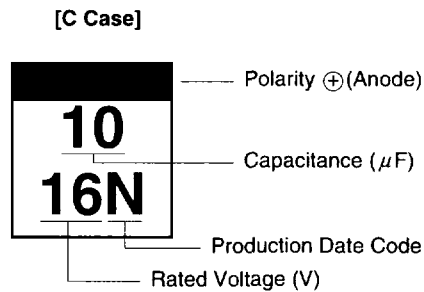 [C Case]
Polarity ⊕(Anode)
10
Capacitance (μF)
16N
Production Date Code
Rated Voltage (V)